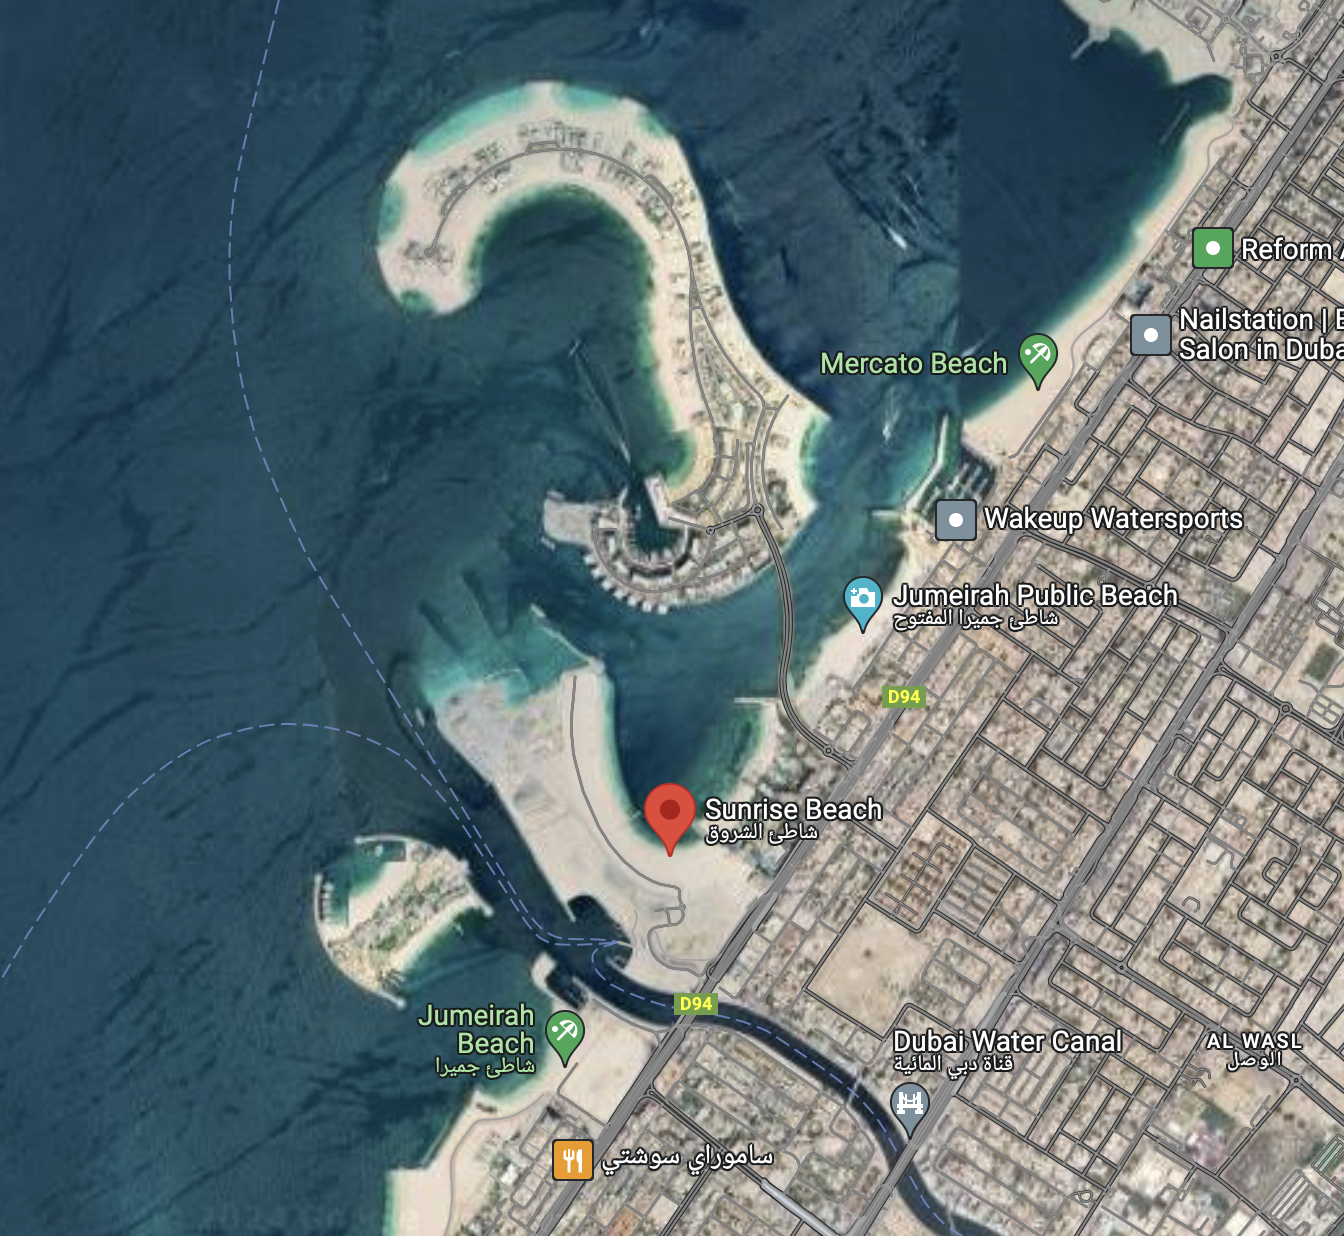 Reform
Nailstation |
Salon in Duba
Mercato Beach
Wakeup Watersports
Jumeirah Public Beach
شاطئ جميرا المفتوح
D94
Sunrise Beach
شاطئ الشروق
D94
Jumeirah
Beach
شاطئ جميرا
Dubai Water Canal
قناة دبي المائية
AL WASL
الوصل
ساموراي سوشتي